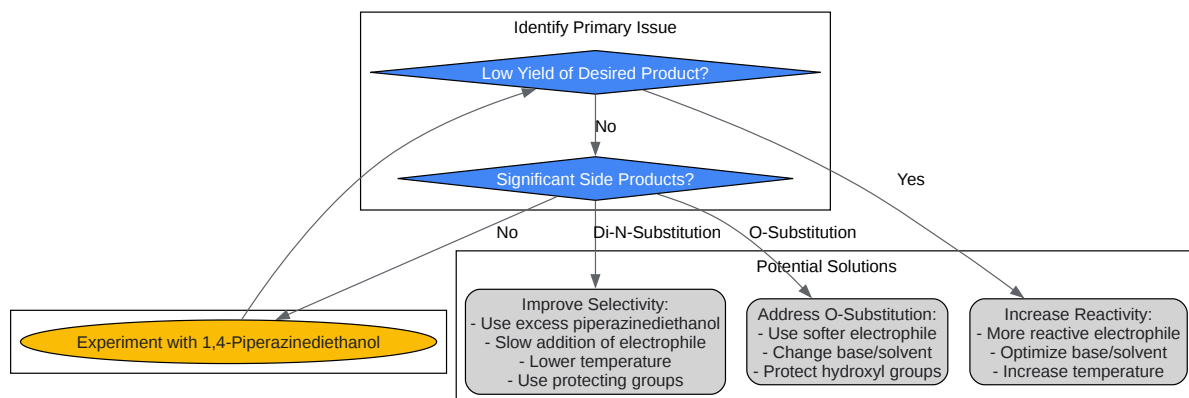 Identify Primary Issue
Low Yield of Desired Product?
No
Significant Side Products?
Yes
No
Di-N-Substitution
O-Substitution
Potential Solutions
Experiment with 1,4-Piperazinediethanol
Improve Selectivity:
- Use excess piperazinediethanol
- Slow addition of electrophile
- Lower temperature
- Use protecting groups
Address O-Substitution:
- Use softer electrophile
- Change base/solvent
- Protect hydroxyl groups
Increase Reactivity:
- More reactive electrophile
- Optimize base/solvent
- Increase temperature